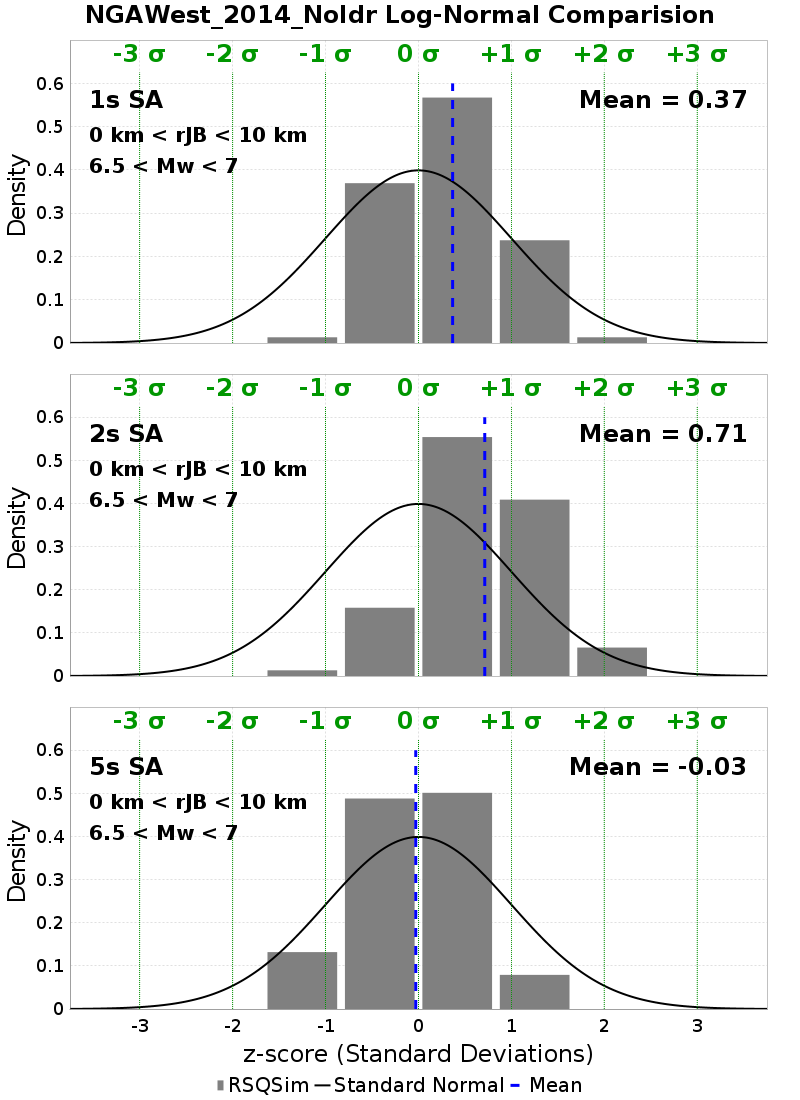 NGAWest_2014_NoIdr Log-Normal Comparision
-3 σ -2 σ -1 σ 0 σ +1 σ +2 σ +3 σ
0.6
1s SA Mean = 0.37
0.5
0 km < rJB < 10 km
6.5 < Mw < 7
0.4
0.3
0.2
0.1
0
Density
-3 σ -2 σ -1 σ 0 σ +1 σ +2 σ +3 σ
0.6
2s SA Mean = 0.71
0.5
0 km < rJB < 10 km
6.5 < Mw < 7
0.4
0.3
0.2
0.1
0
Density
-3 σ -2 σ -1 σ 0 σ +1 σ +2 σ +3 σ
0.6
5s SA Mean = -0.03
0.5
0 km < rJB < 10 km
6.5 < Mw < 7
0.4
0.3
0.2
0.1
0
Density
-3 -2 -1 0 1 2 3
z-score (Standard Deviations)
RSQSim Standard Normal Mean